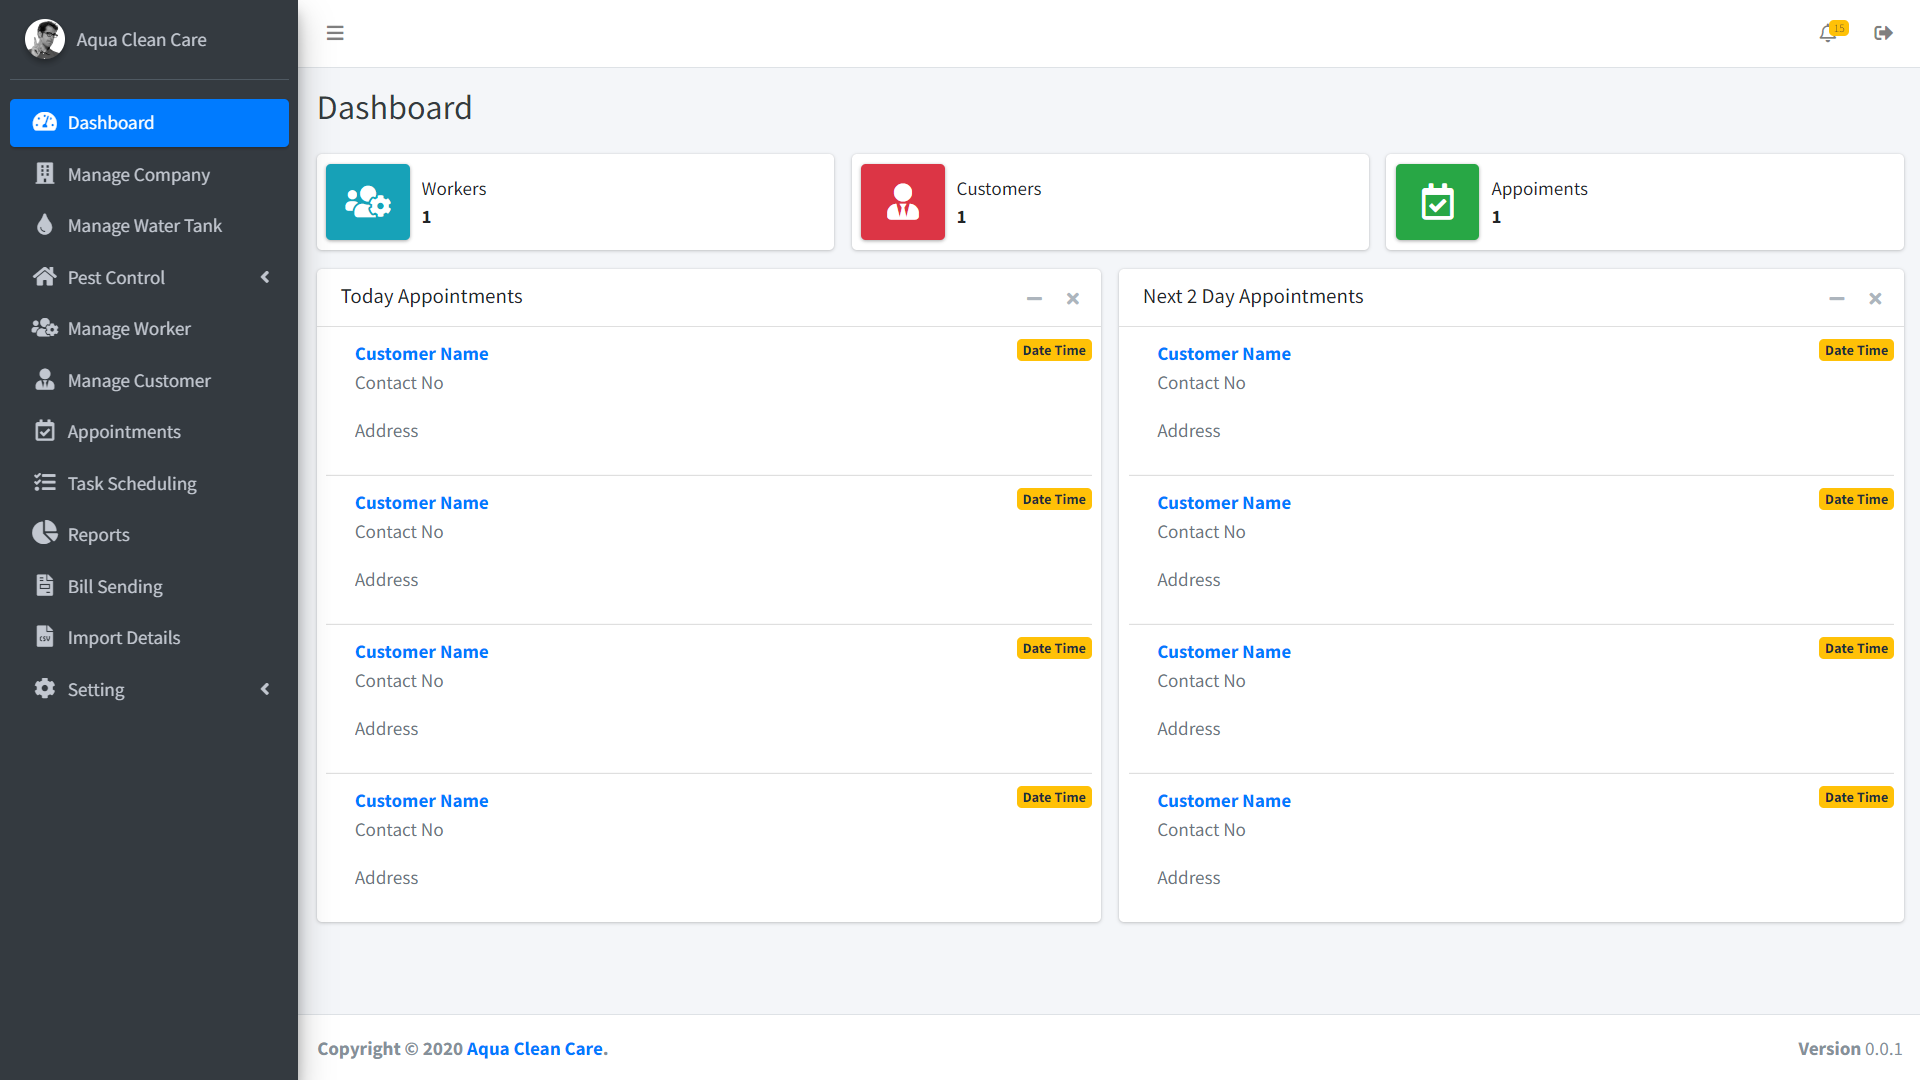 Aqua Clean Care
Dashboard
Manage Company
Manage Water Tank
Pest Control
Manage Worker
Manage Customer
Appointments
Task Scheduling
Reports
Bill Sending
CSV
Import Details
Setting
15
Dashboard
Workers
1
Customers
1
Appoiments
1
Today Appointments
Customer Name
Date Time
Contact No
Address
Customer Name
Date Time
Contact No
Address
Customer Name
Date Time
Contact No
Address
Customer Name
Date Time
Contact No
Address
Next 2 Day Appointments
Customer Name
Date Time
Contact No
Address
Customer Name
Date Time
Contact No
Address
Customer Name
Date Time
Contact No
Address
Customer Name
Date Time
Contact No
Address
Copyright © 2020 Aqua Clean Care.
Version 0.0.1